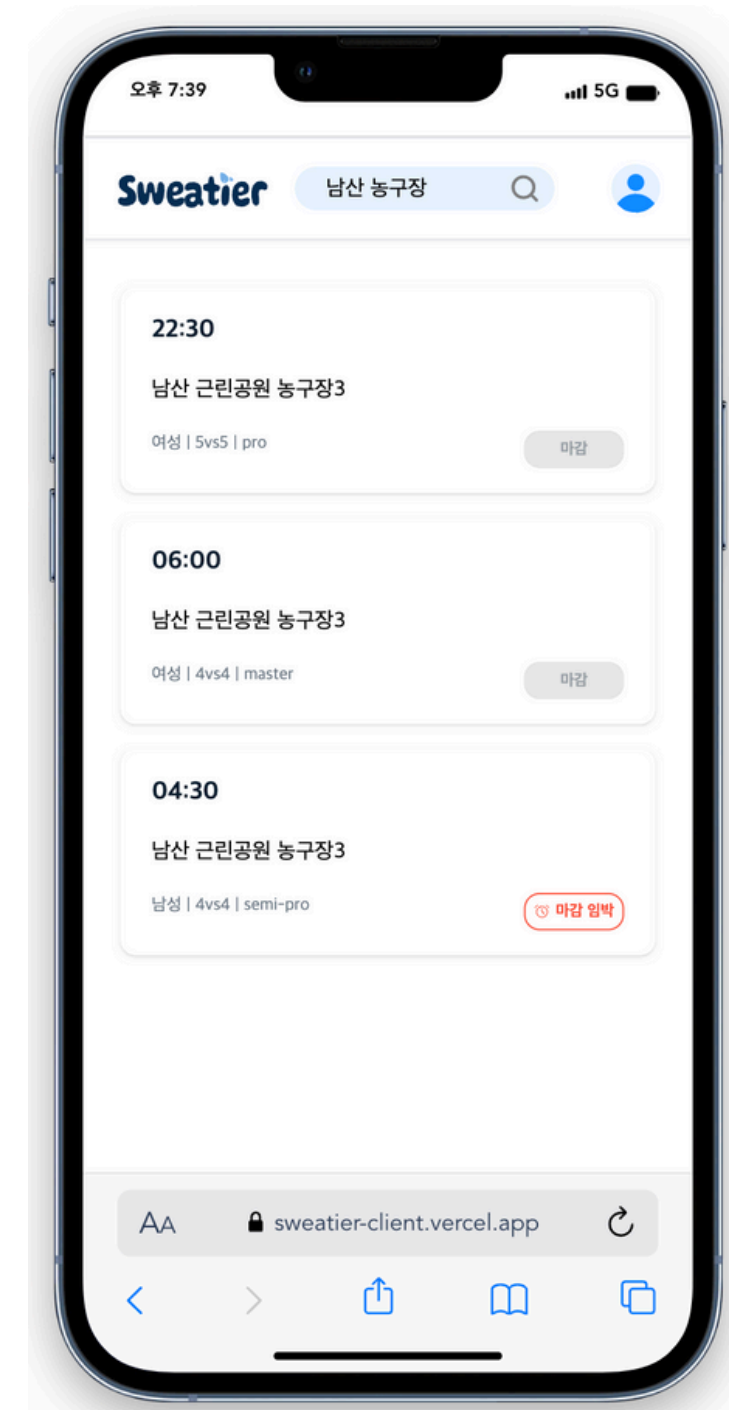 오후 7:39
5G
Sweatier
남산 농구장
22:30
남산 근린공원 농구장3
여성 | 5vs5 | pro
마감
06:00
남산 근린공원 농구장3
여성 | 4vs4 | master
마감
04:30
남산 근린공원 농구장3
남성 | 4vs4 | semi-pro
마감 임박
AA
sweatier-client.vercel.app